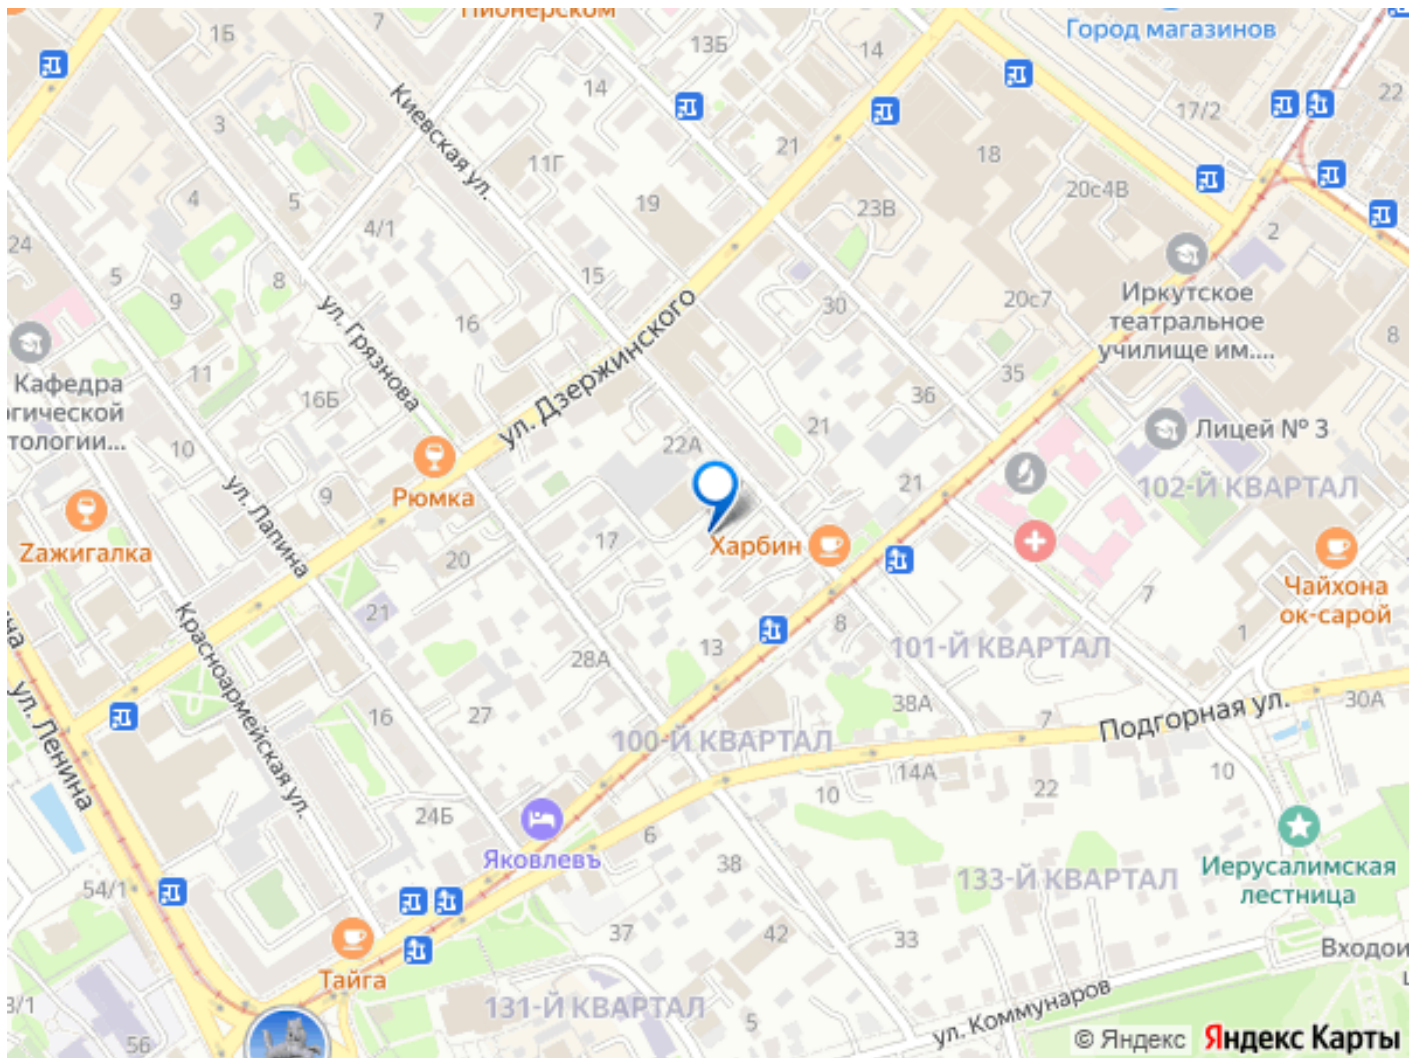 Пионерском
Город магазинов
1Б
7
13Б
14
14
17/2
22
Киевская ул.
3
11Г
21
18
20с4В
4
5
4/1
19
23В
2
24
5
8
15
Иркутское
театральное
училище им....
9
16
30
20с7
8
ул. Грязнова
ул. Дзержинского
Кафедра
тологии...
11
16Б
35
36
10
22А
21
Лицей № 3
102-Й КВАРТАЛ
Рюмка
9
21
ул. Лапина
Zажигалка
20
17
Харбин
Чайхона
ок-сарой
7
21
Красноармейская ул.
13
8
101-Й КВАРТАЛ
1
28А
ул. Ленина
16
27
38А
7
Подгорная ул.
30А
100-Й КВАРТАЛ
14А
10
22
10
24Б
6
Яковлевъ
38
133-Й КВАРТАЛ
Иерусалимская
лестница
54/1
37
42
33
Тайга
131-Й КВАРТАЛ
5
ул. Коммунаров
56
© Яндекс Яндекс Карты